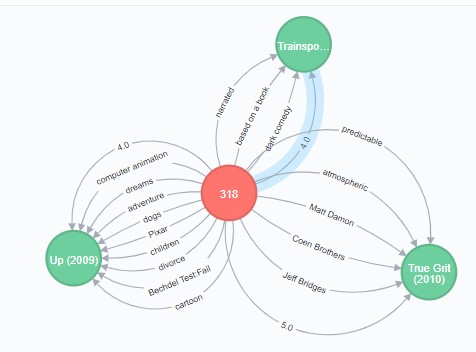 Trainspo...
narrated
based on a book
dark comedy
4.0
predictable
4.0
computer animation
dreams
adventure
dogs
Pixar
children
divorce
Bechdel Test:Fail
cartoon
318
atmospheric
Matt Damon
Coen Brothers
Jeff Bridges
5.0
Up (2009)
True Grit
(2010)